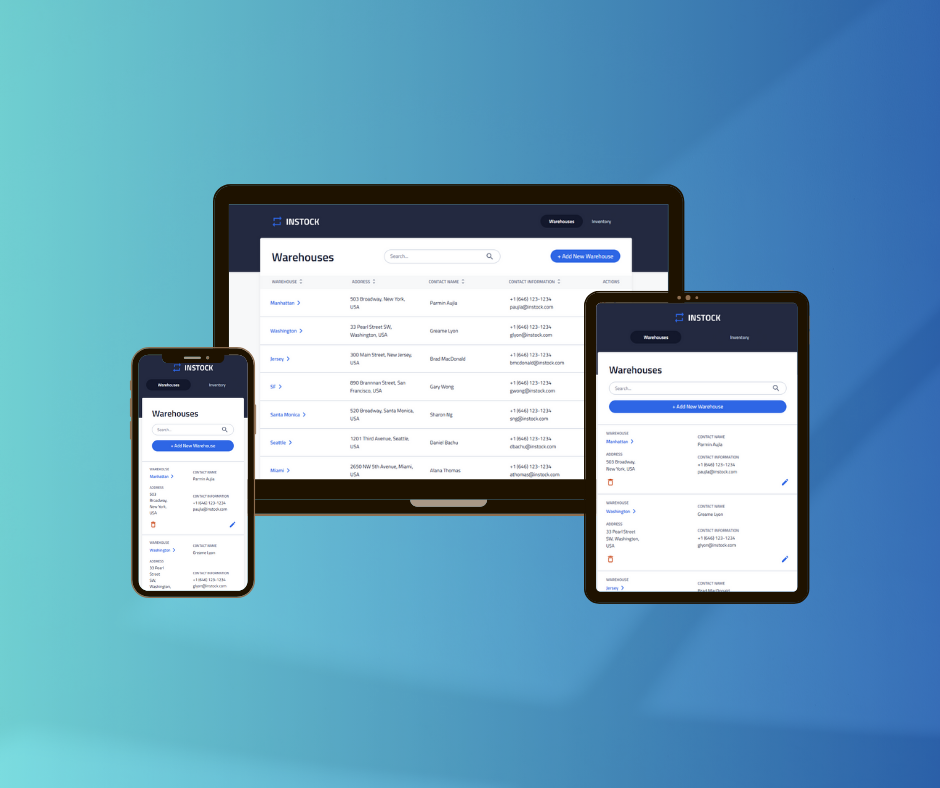 INSTOCK
Warehouses
Inventory
Warehouses
Search...
+ Add New Warehouse
WAREHOUSE
ADDRESS
CONTACT NAME
CONTACT INFORMATION
ACTIONS
Manhattan
503 Broadway, New York,
USA
Parmin Aujla
+1 (646) 123-1234
paujla@instock.com
Washington
33 Pearl Street SW,
Washington, USA
Greame Lyon
+1 (646) 123-1234
glyon@instock.com
Jersey
300 Main Street, New Jersey,
USA
Brad MacDonald
+1 (646) 123-1234
bmcdonald@instock.com
SF
890 Brannnan Street, San
Francisco, USA
Gary Wong
+1 (646) 123-1234
gwong@instock.com
Santa Monica
520 Broadway, Santa Monica,
USA
Sharon Ng
+1 (646) 123-1234
sng@instock.com
Seattle
1201 Third Avenue, Seattle,
USA
Daniel Bachu
+1 (646) 123-1234
dbachu@instock.com
Miami
2650 NW 5th Avenue, Miami,
USA
Alana Thomas
+1 (646) 123-1234
athomas@instock.com
INSTOCK
Warehouses
Inventory
Warehouses
Search...
+ Add New Warehouse
WAREHOUSE
Manhattan
CONTACT NAME
Parmin Aujla
ADDRESS
503
Broadway,
New York,
USA
CONTACT INFORMATION
+1 (646) 123-1234
paujla@instock.com
WAREHOUSE
Washington
CONTACT NAME
Greame Lyon
ADDRESS
33 Pearl
Street
SW,
Washington,
CONTACT INFORMATION
+1 (646) 123-1234
glyon@instock.com
INSTOCK
Warehouses
Inventory
Warehouses
Search...
+ Add New Warehouse
WAREHOUSE
Manhattan
CONTACT NAME
Parmin Aujla
ADDRESS
503 Broadway,
New York, USA
CONTACT INFORMATION
+1 (646) 123-1234
paujla@instock.com
WAREHOUSE
Washington
CONTACT NAME
Greame Lyon
ADDRESS
33 Pearl Street
SW, Washington,
USA
CONTACT INFORMATION
+1 (646) 123-1234
glyon@instock.com
WAREHOUSE
Jersey
CONTACT NAME
Brad MacDonald